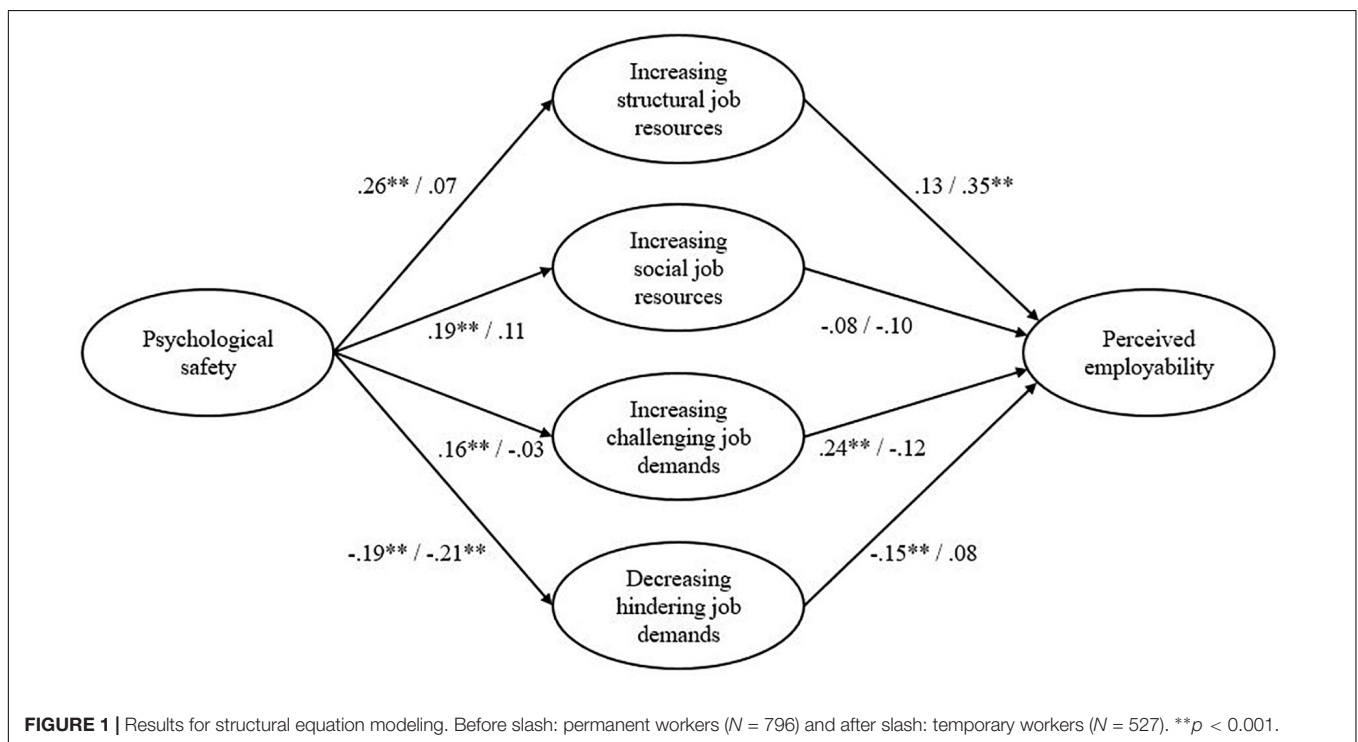 Increasing
structural job
resources
.26** / .07
.13 / .35**
Increasing
social job
resources
.19** / .11
-.08 / -.10
Psychological
safety
Perceived
employability
Increasing
challenging job
demands
.16** / -.03
.24** / -.12
-.19** / -.21**
-.15** / .08
Decreasing
hindering job
demands
FIGURE 1 | Results for structural equation modeling. Before slash: permanent workers (N = 796) and after slash: temporary workers (N = 527). **p < 0.001.